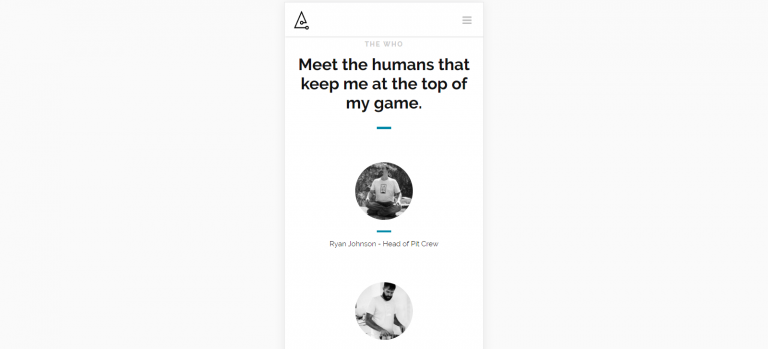 THE WHO
Meet the humans that
keep me at the top of
my game.
Ryan Johnson - Head of Pit Crew